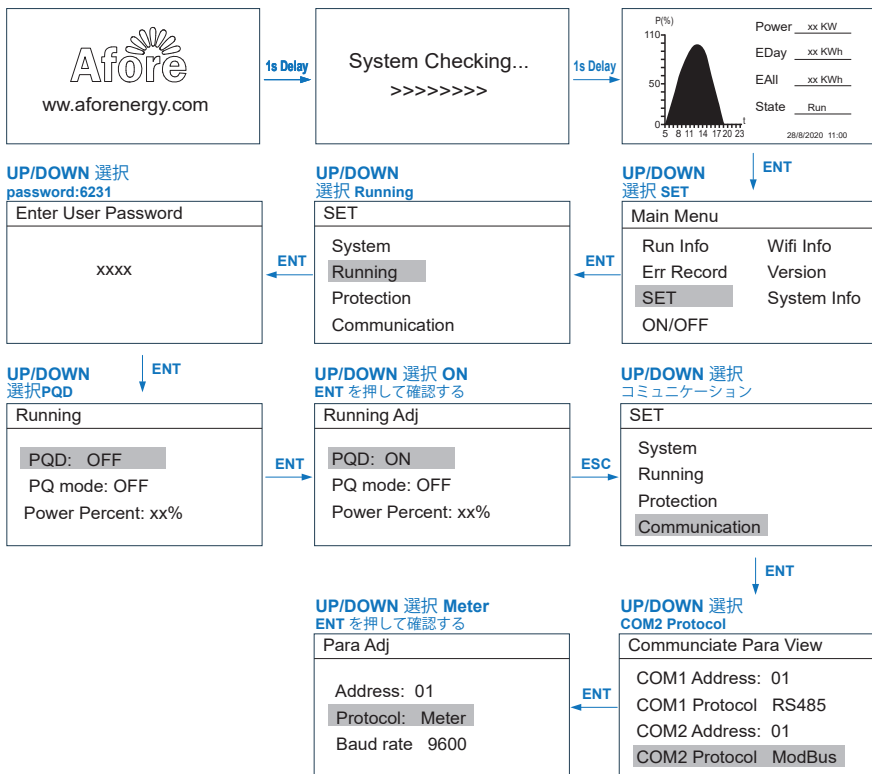 Afore
ww.aforenergy.com
1s Delay
System Checking...
>>>>>>>>
1s Delay
P(%)
110
50
0
5 8 11 14 17 20 23
t
Power xx KW
EDay xx KWh
EAll xx KWh
State Run
28/8/2020 11:00
ENT
UP/DOWN 選択
password:6231
Enter User Password
xxxx
ENT
UP/DOWN
選択 Running
SET
System
Running
Protection
Communication
ENT
UP/DOWN
選択 SET
Main Menu
Run Info Wifi Info
Err Record Version
SET System Info
ON/OFF
ENT
UP/DOWN
選択PQD
Running
PQD: OFF
PQ mode: OFF
Power Percent: xx%
ENT
UP/DOWN 選択 ON
ENT を押して確認する
Running Adj
PQD: ON
PQ mode: OFF
Power Percent: xx%
ESC
UP/DOWN 選択
コミュニケーション
SET
System
Running
Protection
Communication
ENT
UP/DOWN 選択 Meter
ENT を押して確認する
Para Adj
Address: 01
Protocol: Meter
Baud rate 9600
ENT
UP/DOWN 選択
COM2 Protocol
Communciate Para View
COM1 Address: 01
COM1 Protocol RS485
COM2 Address: 01
COM2 Protocol ModBus